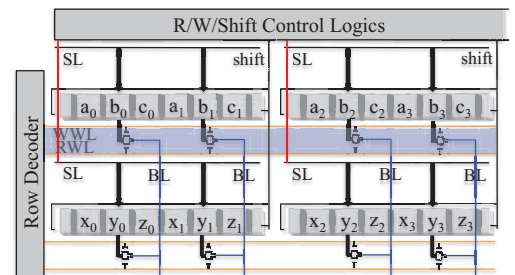 R/W/Shift Control Logics
SL shift SL shift
a0 b0 c0 a1 b1 c1 a2 b2 c2 a3 b3 c3
WWL
RWL
SL BL BL SL BL BL
x0 y0 z0 x1 y1 z1 x2 y2 z2 x3 y3 z3
Row Decoder